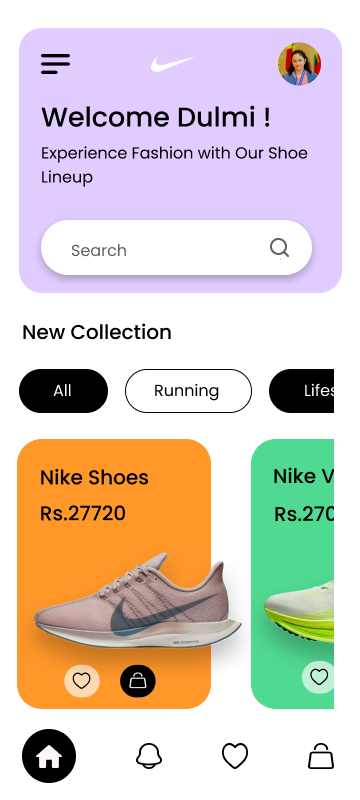 Welcome Dulmi !
Experience Fashion with Our Shoe
Lineup
Search
New Collection
All
Running
Lifes
Nike Shoes
Nike V
Rs.27720
Rs.270